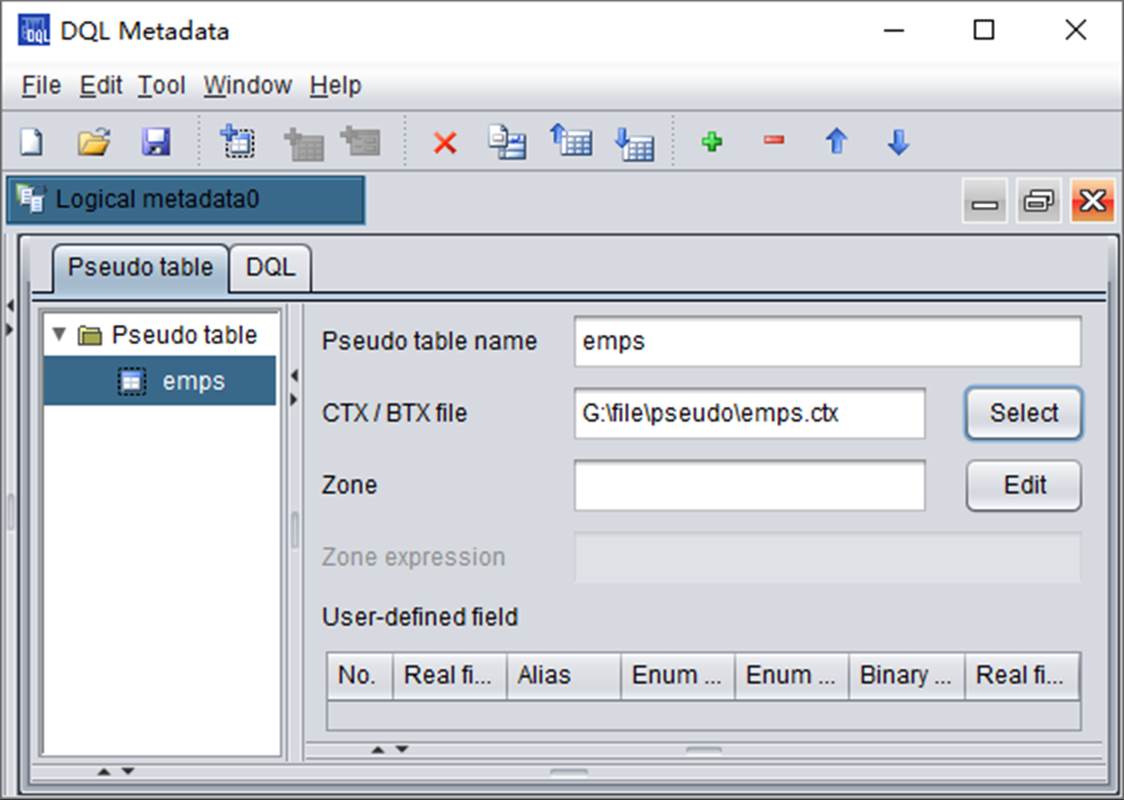 DQL DQL Metadata
File Edit Tool Window Help
Logical metadata0
Pseudo table DQL
Pseudo table
emps
Pseudo table name emps
CTX / BTX file G:\file\pseudo\emps.ctx Select
Zone Edit
Zone expression
User-defined field
No. Real fi... Alias Enum ... Enum ... Binary ... Real fi...